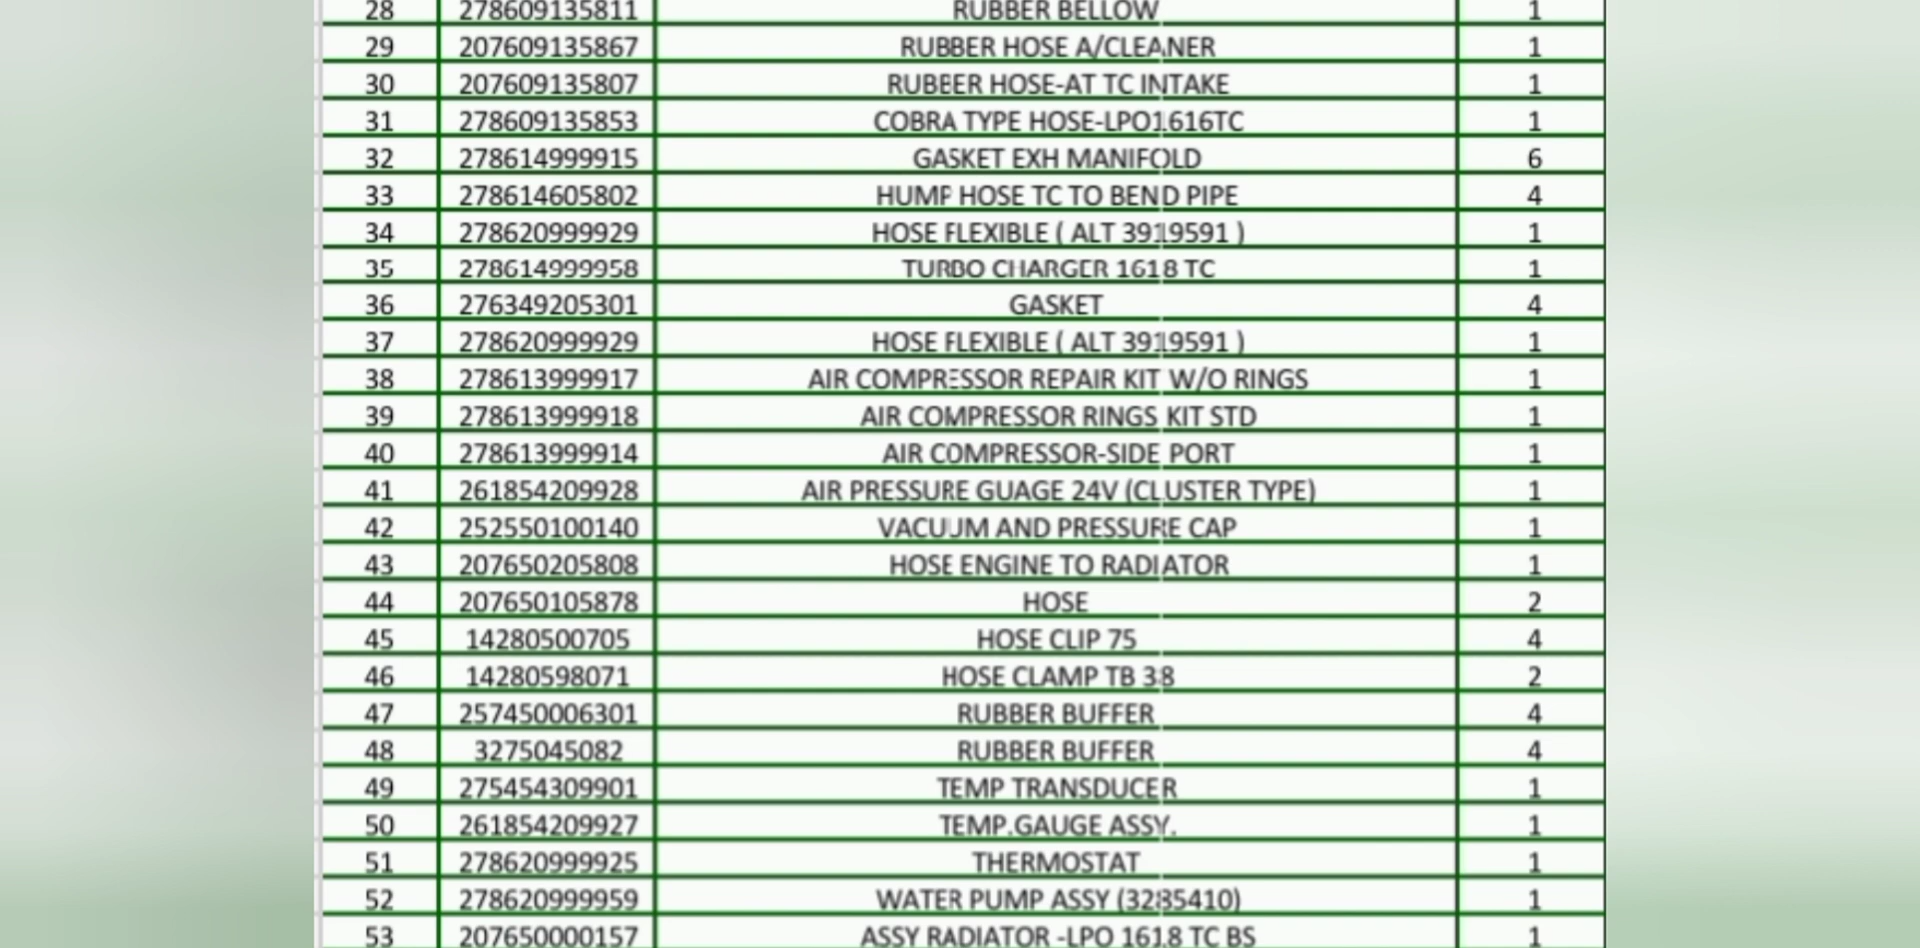 28 278609135811 RUBBER BELLOW 1
29 207609135867 RUBBER HOSE A/CLEANER 1
30 207609135807 RUBBER HOSE-AT TC INTAKE 1
31 278609135853 COBRA TYPE HOSE-LPO1616TC 1
32 278614999915 GASKET EXH MANIFOLD 6
33 278614605802 HUMP HOSE TC TO BEND PIPE 4
34 278620999929 HOSE FLEXIBLE ( ALT 3919591 ) 1
35 278614999958 TURBO CHARGER 1618 TC 1
36 276349205301 GASKET 4
37 278620999929 HOSE FLEXIBLE ( ALT 3919591 ) 1
38 278613999917 AIR COMPRESSOR REPAIR KIT W/O RINGS 1
39 278613999918 AIR COMPRESSOR RINGS KIT STD 1
40 278613999914 AIR COMPRESSOR-SIDE PORT 1
41 261854209928 AIR PRESSURE GUAGE 24V (CLUSTER TYPE) 1
42 252550100140 VACUUM AND PRESSURE CAP 1
43 207650205808 HOSE ENGINE TO RADIATOR 1
44 207650105878 HOSE 2
45 14280500705 HOSE CLIP 75 4
46 14280598071 HOSE CLAMP TB 38 2
47 257450006301 RUBBER BUFFER 4
48 3275045082 RUBBER BUFFER 4
49 275454309901 TEMP TRANSDUCER 1
50 261854209927 TEMP.GAUGE ASSY. 1
51 278620999925 THERMOSTAT 1
52 278620999959 WATER PUMP ASSY (3285410) 1
53 207650000157 ASSY RADIATOR -LPO 1618 TC BS 1